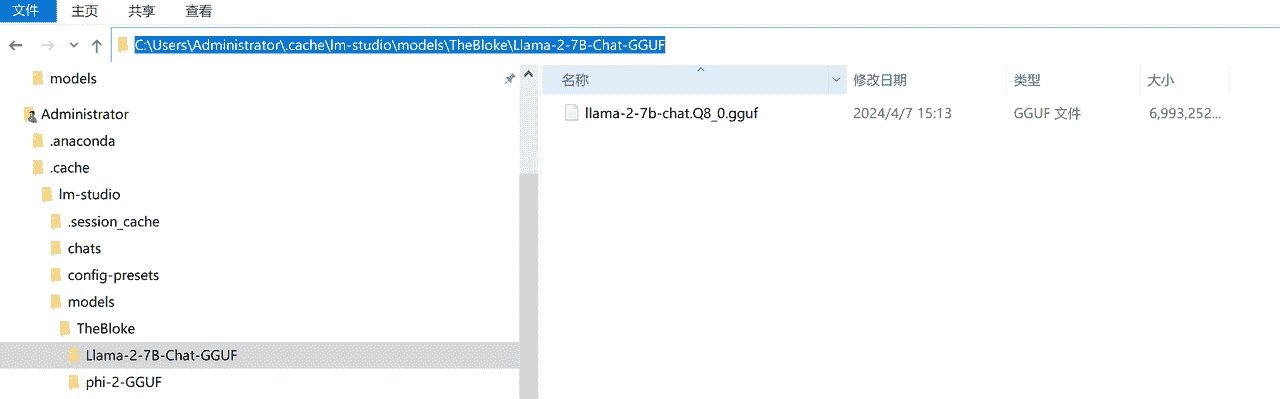 文件 主页 共享 查看
C:\Users\Administrator\.cache\lm-studio\models\TheBloke\Llama-2-7B-Chat-GGUF
models
Administrator
.anaconda
.cache
lm-studio
.session_cache
chats
config-presets
models
TheBloke
Llama-2-7B-Chat-GGUF
phi-2-GGUF
名称 修改日期 类型 大小
llama-2-7b-chat.Q8_0.gguf 2024/4/7 15:13 GGUF 文件 6,993,252...